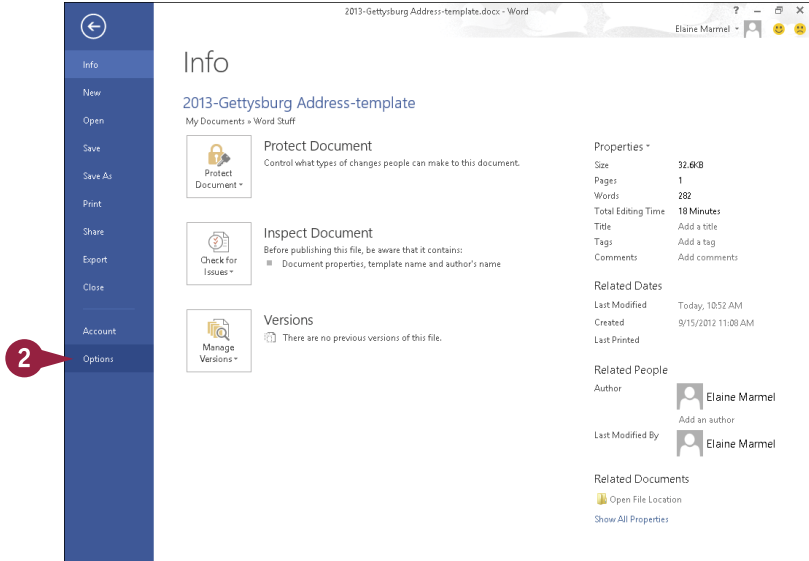 2013-Gettysburg Address-template.docx - Word
?
Elaine Marmel
Info
New
Open
Save
Save As
Print
Share
Export
Close
Account
2
Options
Info
2013-Gettysburg Address-template
My Documents » Word Stuff
Protect
Document
Protect Document
Control what types of changes people can make to this document.
Check for
Issues
Inspect Document
Before publishing this file, be aware that it contains:
Document properties, template name and author's name
Manage
Versions
Versions
There are no previous versions of this file.
Properties
Size 32.6KB
Pages 1
Words 282
Total Editing Time 18 Minutes
Title Add a title
Tags Add a tag
Comments Add comments
Related Dates
Last Modified Today, 10:52 AM
Created 9/15/2012 11:08 AM
Last Printed
Related People
Author Elaine Marmel
Add an author
Last Modified By Elaine Marmel
Related Documents
Open File Location
Show All Properties